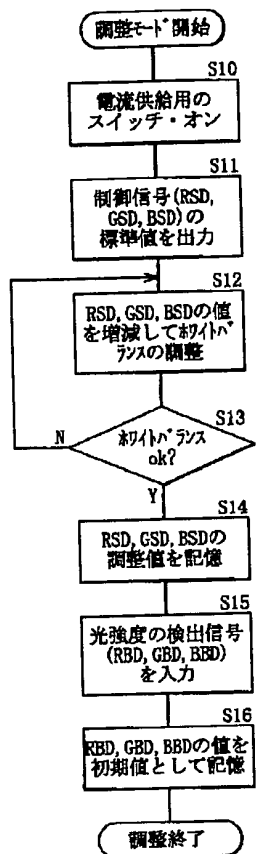 調整ﾓｰﾄﾞ開始
S10
電流供給用の
スイッチ・オン
S11
制御信号(RSD,
GSD, BSD)の
標準値を出力
S12
RSD, GSD, BSDの値
を増減してﾎﾜｲﾄﾊﾞ
ﾗﾝｽの調整
S13
ﾎﾜｲﾄﾊﾞﾗﾝｽ
ok?
N
Y
S14
RSD, GSD, BSDの
調整値を記憶
S15
光強度の検出信号
(RBD, GBD, BBD)
を入力
S16
RBD, GBD, BBDの値を
初期値として記憶
調整終了